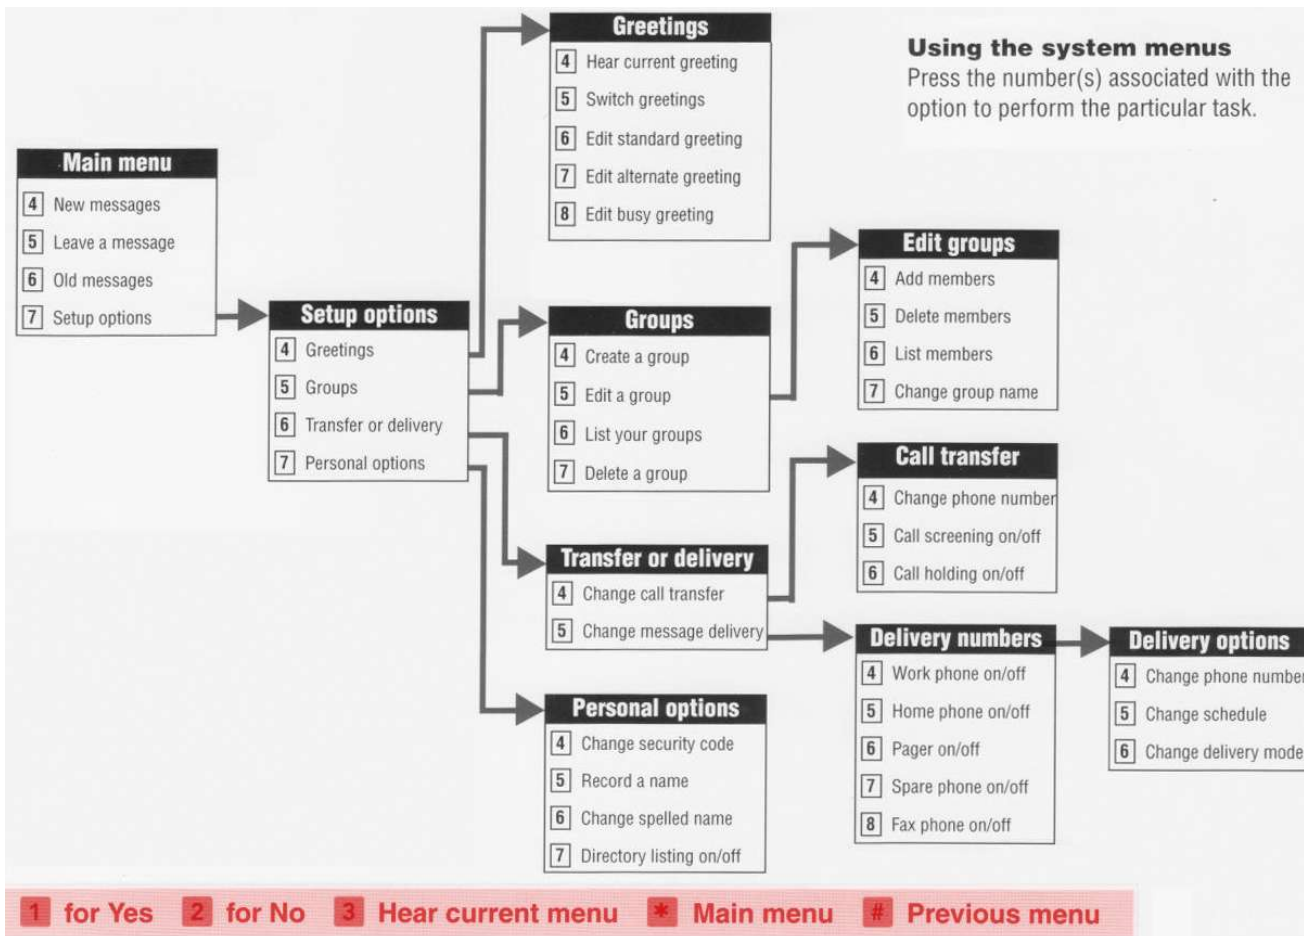 Using the system menus
Press the number(s) associated with the
option to perform the particular task.
Main menu
4 New messages
5 Leave a message
6 Old messages
7 Setup options
Setup options
4 Greetings
5 Groups
6 Transfer or delivery
7 Personal options
Greetings
4 Hear current greeting
5 Switch greetings
6 Edit standard greeting
7 Edit alternate greeting
8 Edit busy greeting
Groups
4 Create a group
5 Edit a group
6 List your groups
7 Delete a group
Edit groups
4 Add members
5 Delete members
6 List members
7 Change group name
Transfer or delivery
4 Change call transfer
5 Change message delivery
Call transfer
4 Change phone number
5 Call screening on/off
6 Call holding on/off
Delivery numbers
4 Work phone on/off
5 Home phone on/off
6 Pager on/off
7 Spare phone on/off
8 Fax phone on/off
Delivery options
4 Change phone number
5 Change schedule
6 Change delivery mode
Personal options
4 Change security code
5 Record a name
6 Change spelled name
7 Directory listing on/off
1 for Yes 2 for No 3 Hear current menu * Main menu # Previous menu